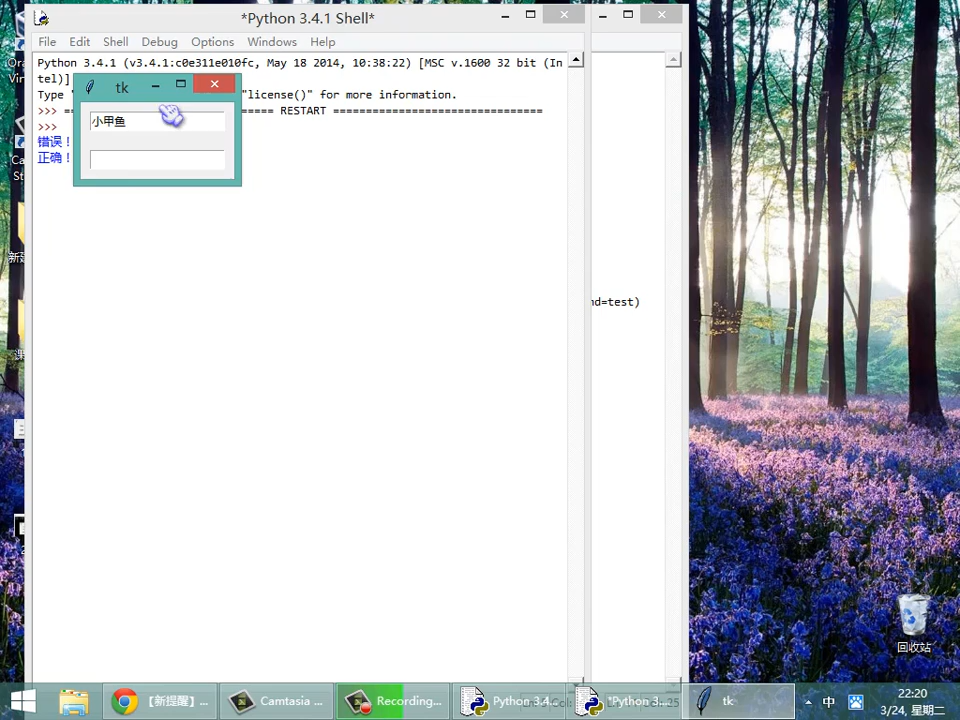 *Python 3.4.1 Shell*
File Edit Shell Debug Options Windows Help
Python 3.4.1 (v3.4.1:c0e311e010fc, May 18 2014, 10:38:22) [MSC v.1600 32 bit (In
tel)]
tk
Type "license()" for more information.
>>> ================================ RESTART ================================
>>>
小甲鱼
错误！
正确！
nd=test)
回收站
【新提醒】...
Camtasia ...
Recording...
Python 3.4...
*Python 3...
tk
中
22:20
3/24, 星期二